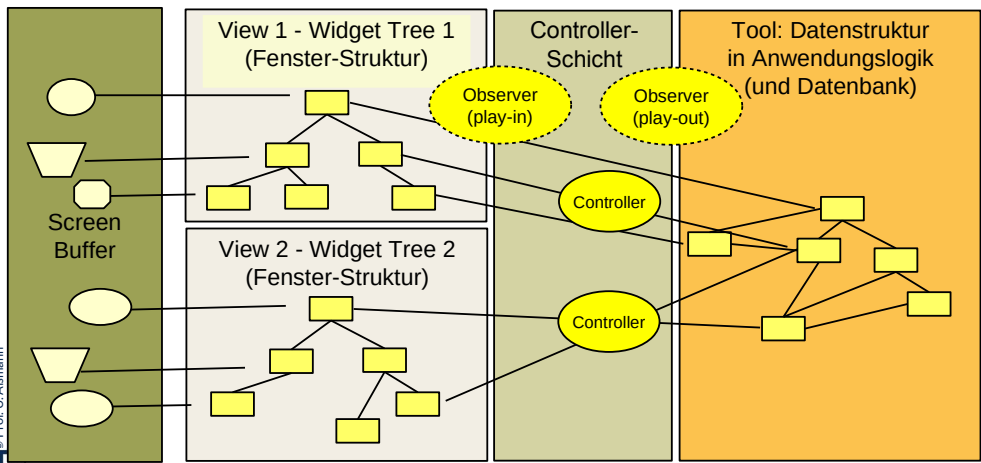 View 1 - Widget Tree 1
(Fenster-Struktur)
Controller-
Schicht
Tool: Datenstruktur
in Anwendungslogik
(und Datenbank)
Observer
(play-in)
Observer
(play-out)
Controller
Screen
Buffer
View 2 - Widget Tree 2
(Fenster-Struktur)
Controller